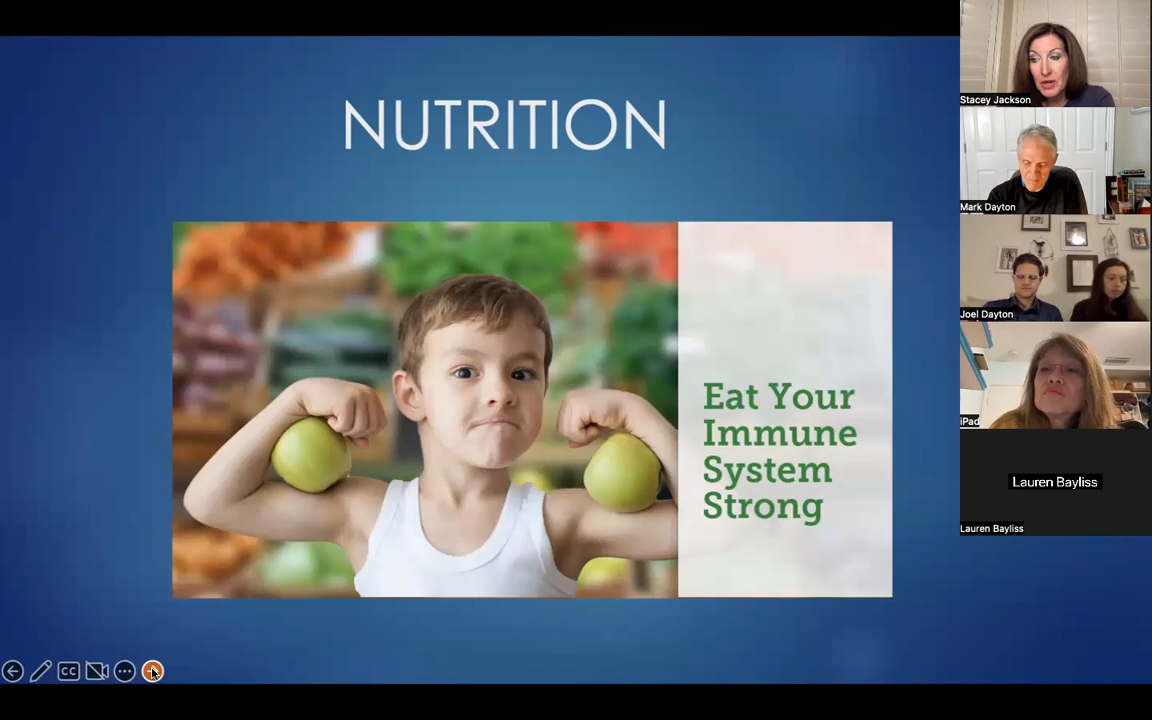 NUTRITION
Eat Your
Immune
System
Strong
CC
Stacey Jackson
Mark Dayton
Joel Dayton
iPad
Lauren Bayliss
Lauren Bayliss